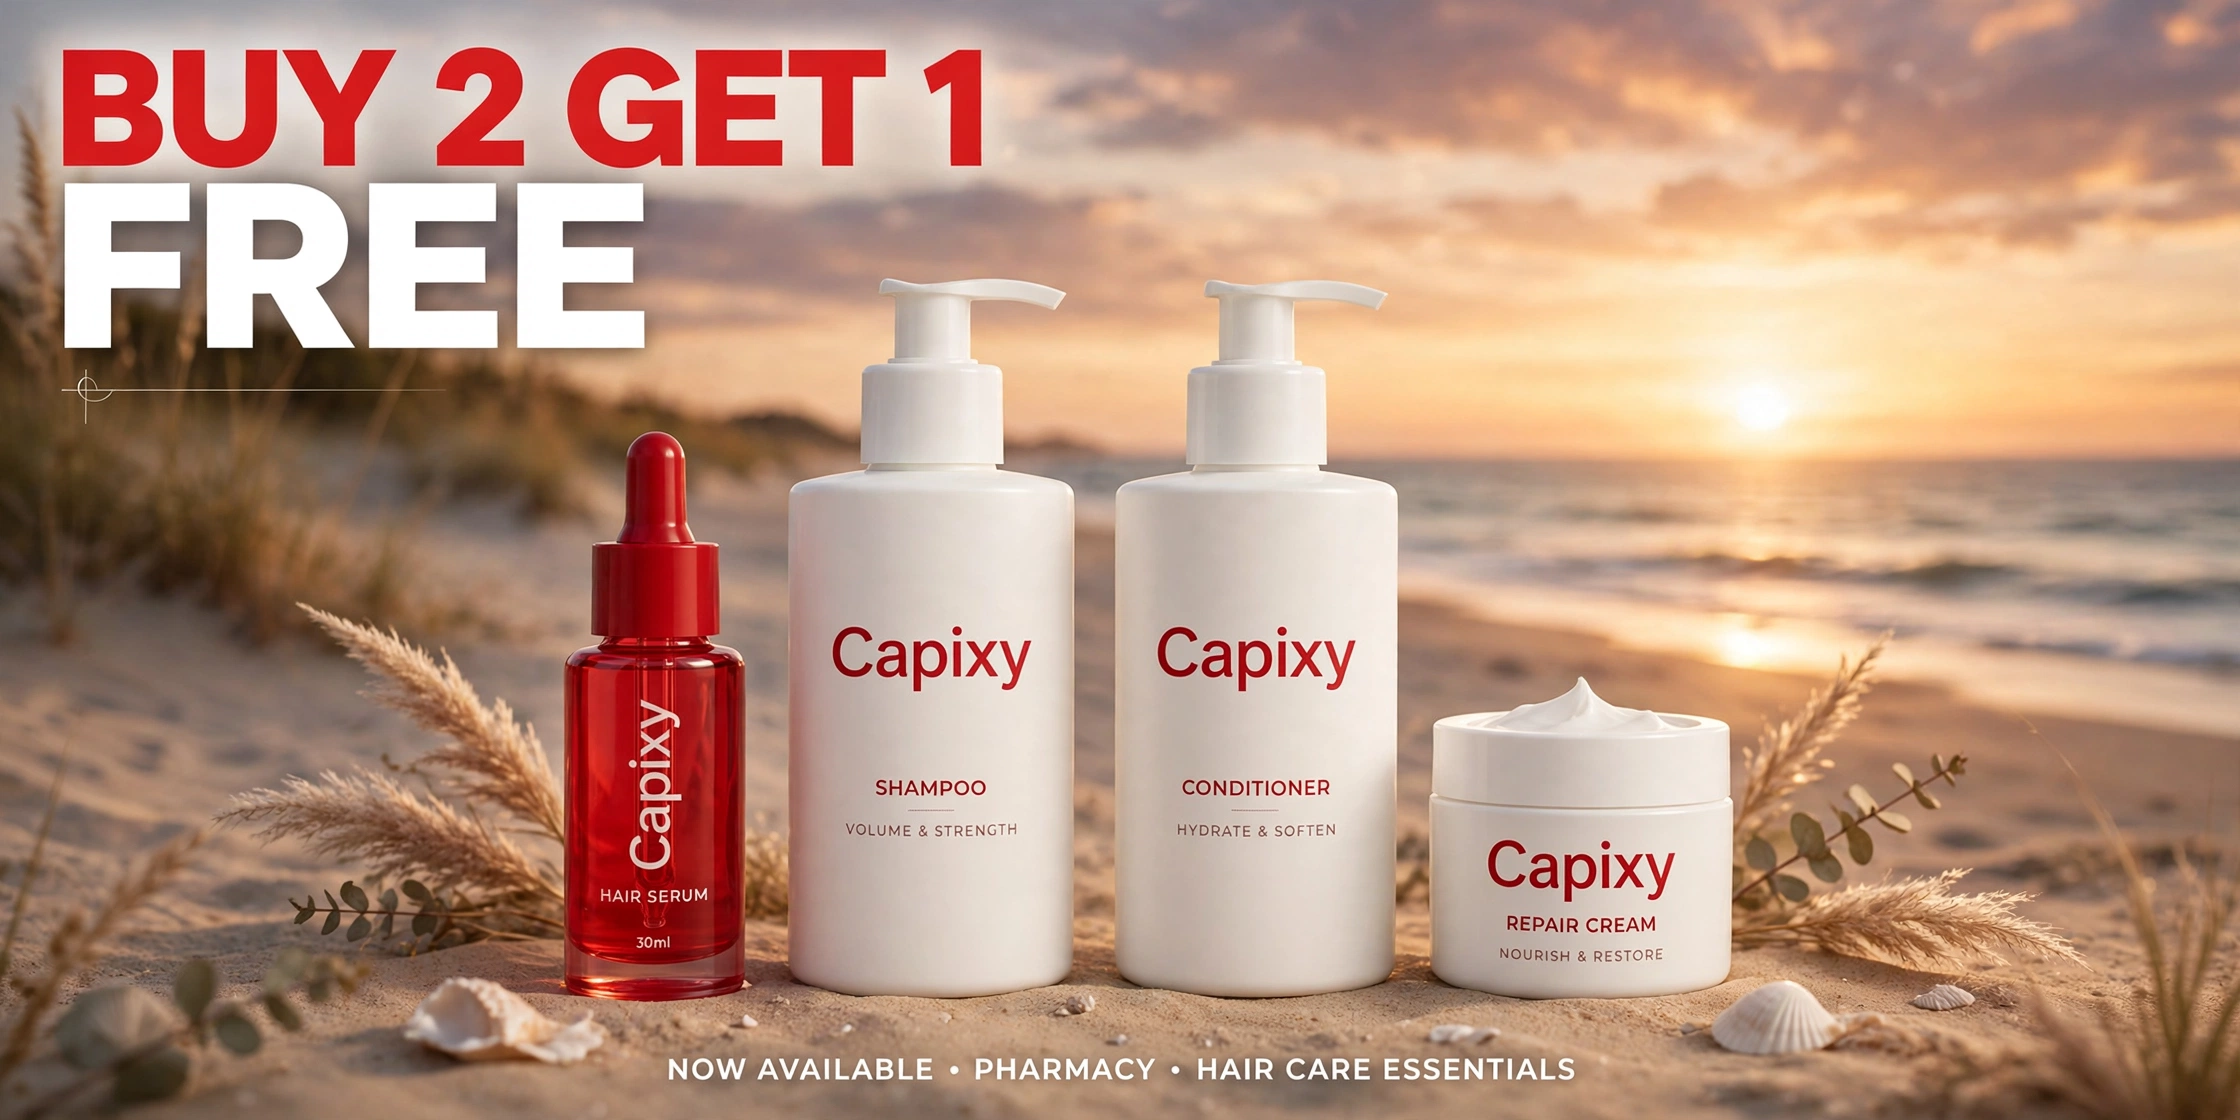 BUY 2 GET 1
FREE
Capixy
HAIR SERUM
30ml
Capixy
SHAMPOO
VOLUME & STRENGTH
Capixy
CONDITIONER
HYDRATE & SOFTEN
Capixy
REPAIR CREAM
NOURISH & RESTORE
NOW AVAILABLE • PHARMACY • HAIR CARE ESSENTIALS